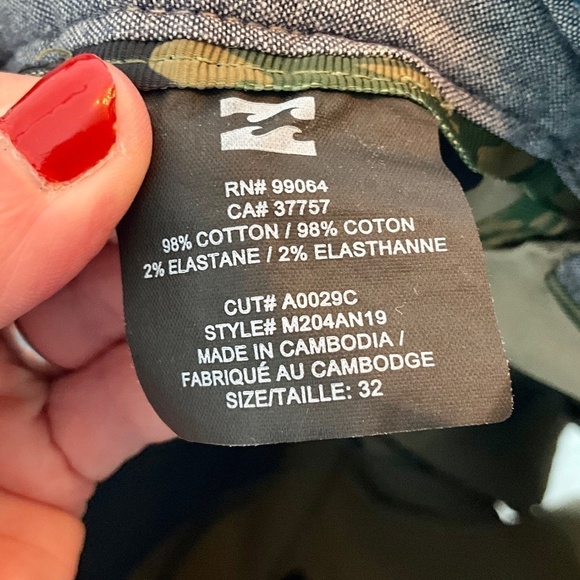 RN# 99064
CA# 37757
98% COTTON / 98% COTON
2% ELASTANE / 2% ELASTHANNE
CUT# A0029C
STYLE# M204AN19
MADE IN CAMBODIA /
FABRIQUÉ AU CAMBODGE
SIZE/TAILLE: 32